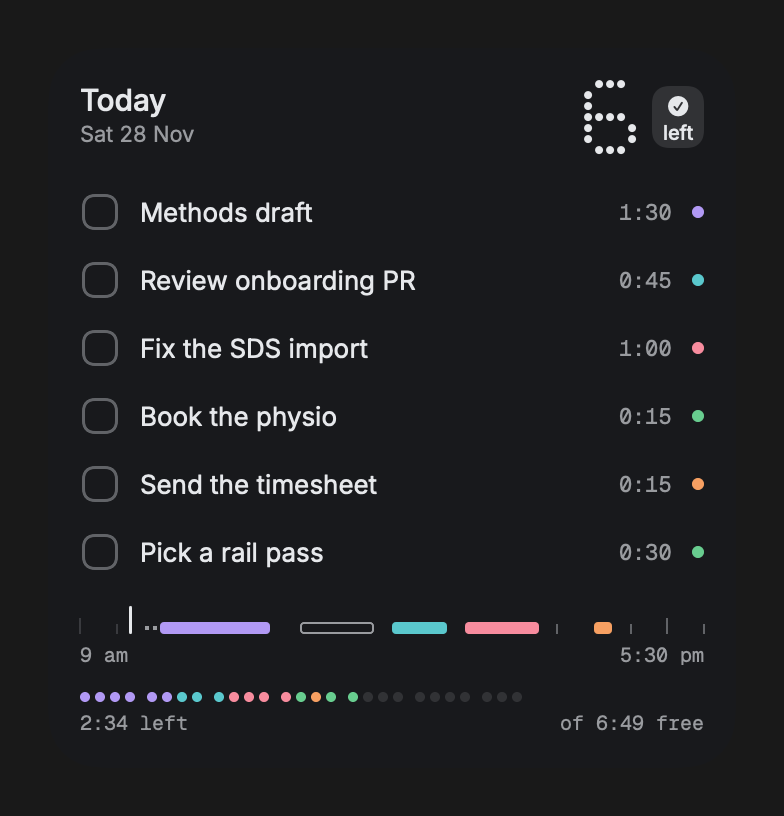 Today
6 left
Sat 28 Nov
Methods draft 1:30
Review onboarding PR 0:45
Fix the SDS import 1:00
Book the physio 0:15
Send the timesheet 0:15
Pick a rail pass 0:30
9 am 5:30 pm
2:34 left of 6:49 free